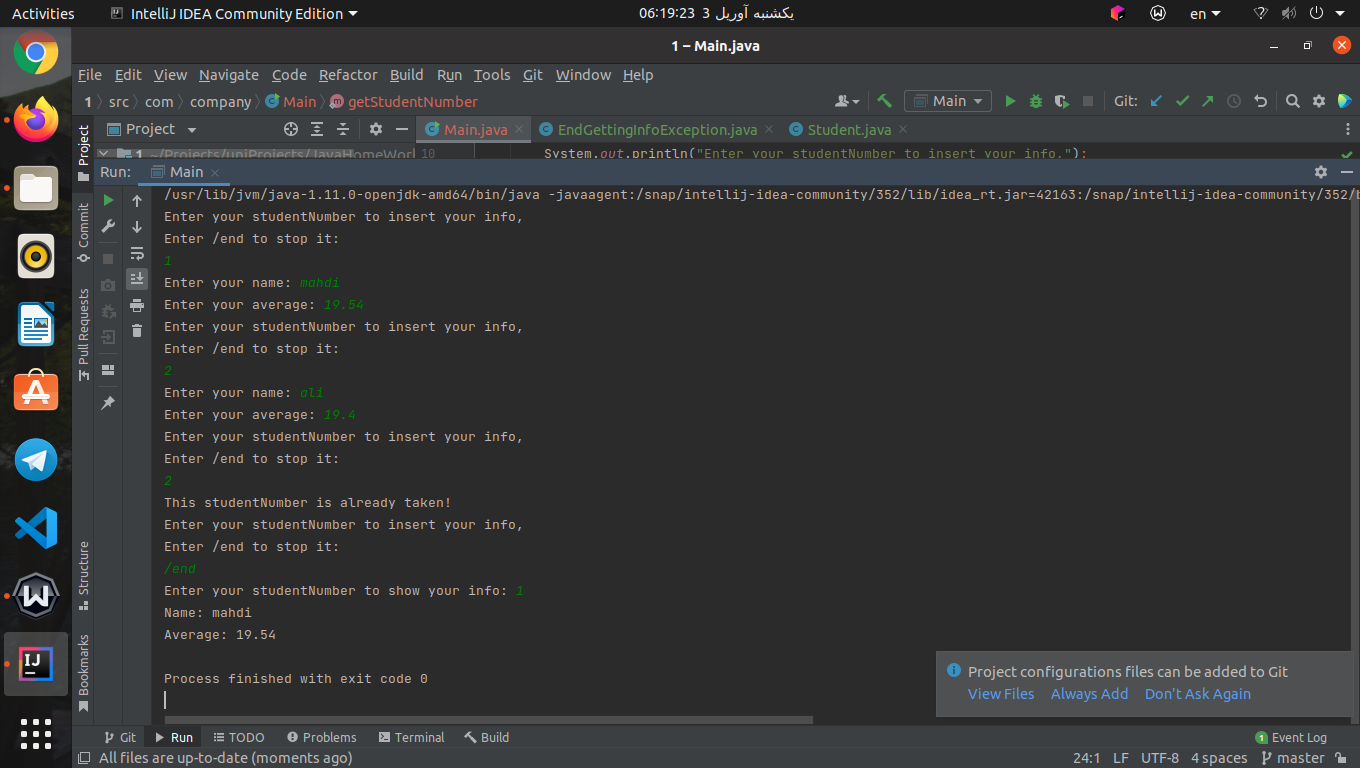 Activities IntelliJ IDEA Community Edition یکشنبه آوریل 3 06:19:23 en
1 – Main.java
File Edit View Navigate Code Refactor Build Run Tools Git Window Help
1 src com company Main getStudentNumber Main Git:
Project Main.java EndGettingInfoException.java Student.java
1 ~/Projects/uniProjects/JavaHomeWorl 10 System.out.println("Enter your studentNumber to insert your info,");
Run: Main
/usr/lib/jvm/java-1.11.0-openjdk-amd64/bin/java -javaagent:/snap/intellij-idea-community/352/lib/idea_rt.jar=42163:/snap/intellij-idea-community/352/b
Enter your studentNumber to insert your info,
Enter /end to stop it:
1
Enter your name: mahdi
Enter your average: 19.54
Enter your studentNumber to insert your info,
Enter /end to stop it:
2
Enter your name: ali
Enter your average: 19.4
Enter your studentNumber to insert your info,
Enter /end to stop it:
2
This studentNumber is already taken!
Enter your studentNumber to insert your info,
Enter /end to stop it:
/end
Enter your studentNumber to show your info: 1
Name: mahdi
Average: 19.54
Process finished with exit code 0
Project
Commit
Pull Requests
Structure
Bookmarks
Project configurations files can be added to Git
View Files Always Add Don't Ask Again
Git Run TODO Problems Terminal Build 1 Event Log
All files are up-to-date (moments ago) 24:1 LF UTF-8 4 spaces master